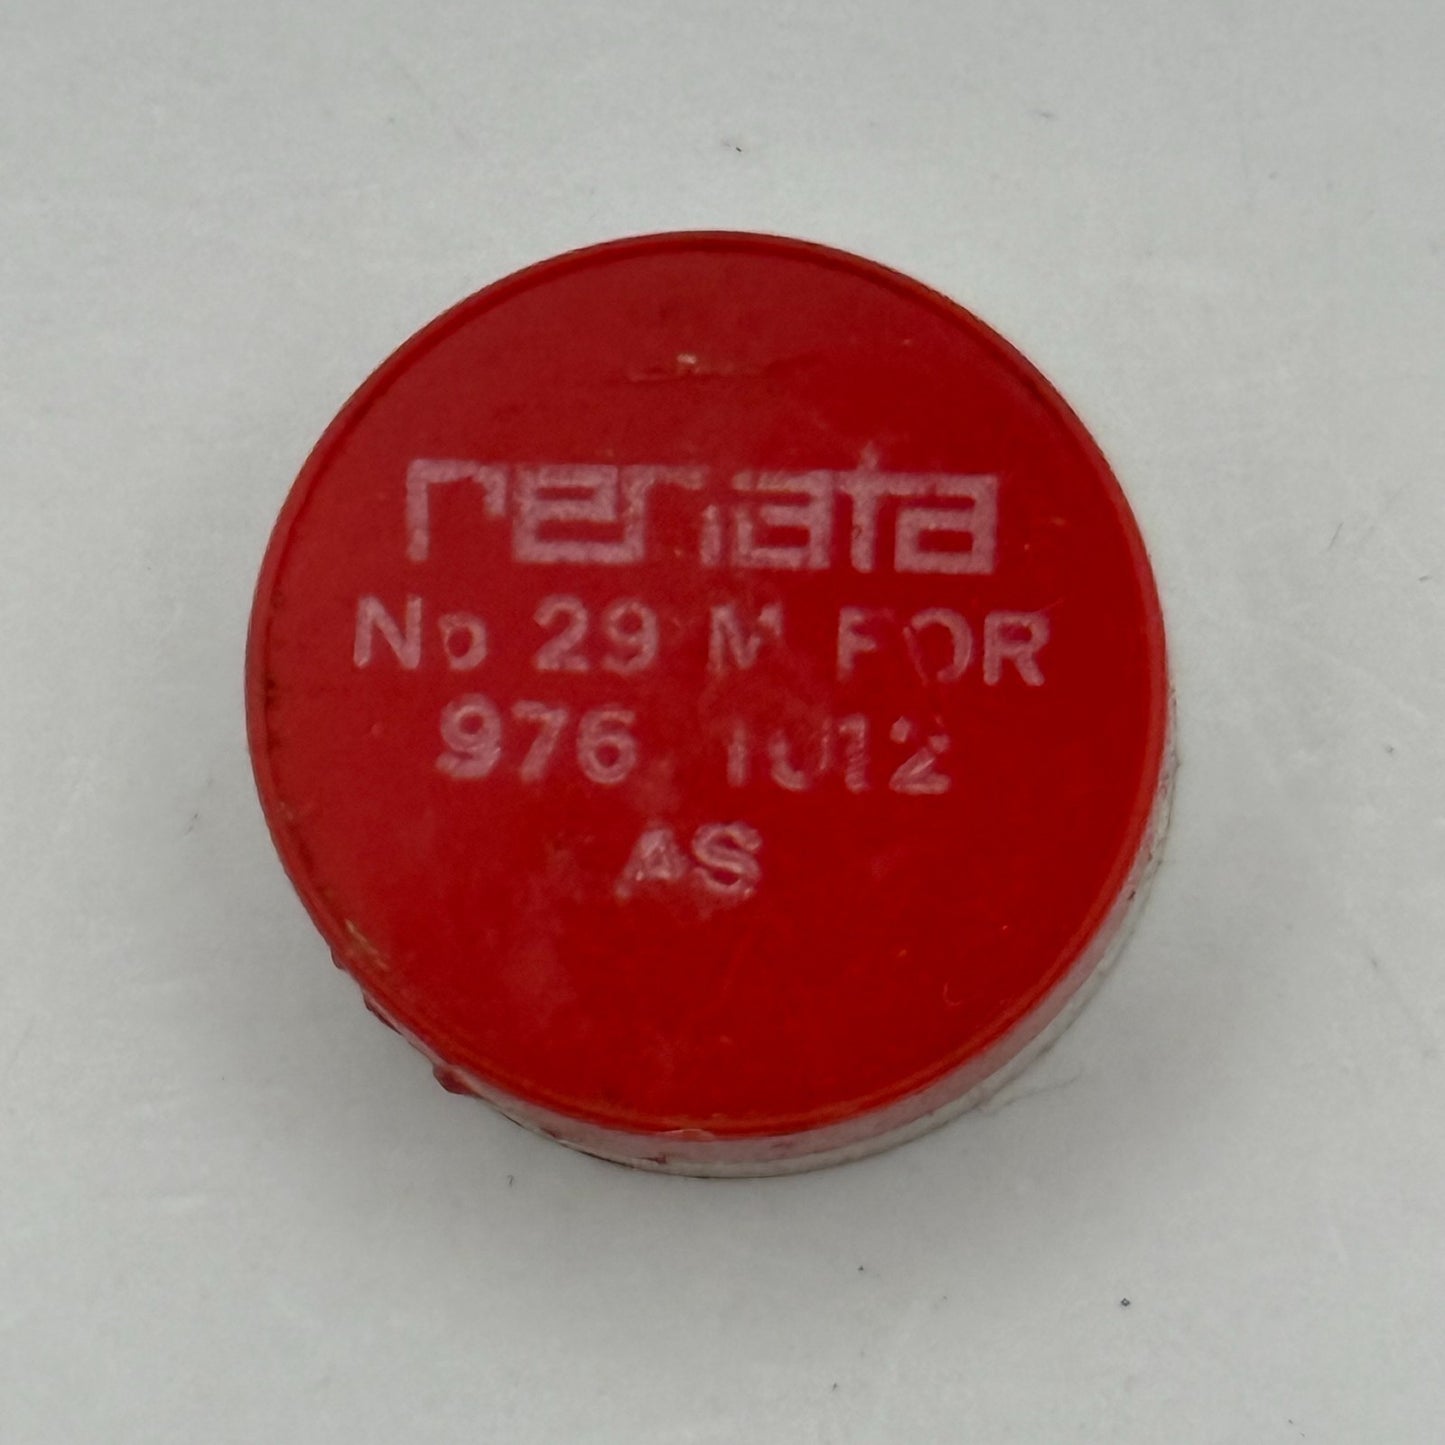 renata
No 29 M FOR
976 1012
AS